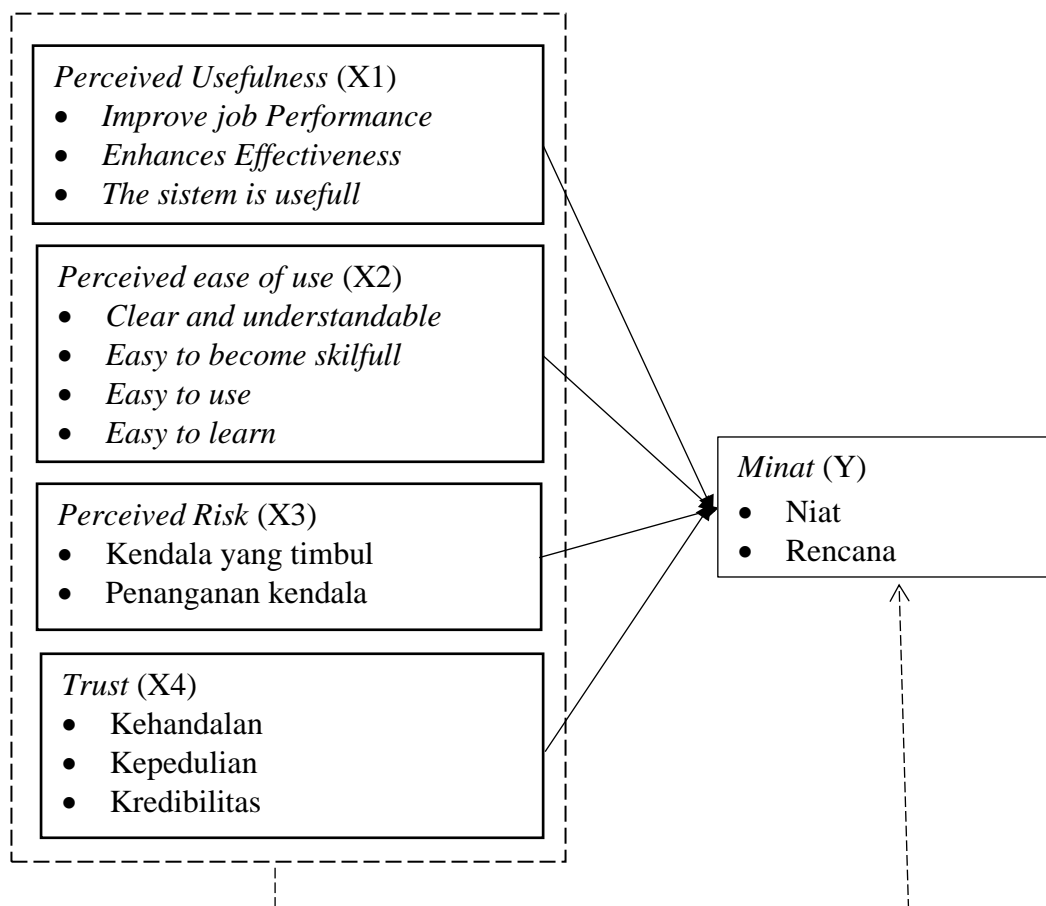 Perceived Usefulness (X1)
• Improve job Performance
• Enhances Effectiveness
• The sistem is usefull
Perceived ease of use (X2)
• Clear and understandable
• Easy to become skilfull
• Easy to use
• Easy to learn
Perceived Risk (X3)
• Kendala yang timbul
• Penanganan kendala
Trust (X4)
• Kehandalan
• Kepedulian
• Kredibilitas
Minat (Y)
• Niat
• Rencana